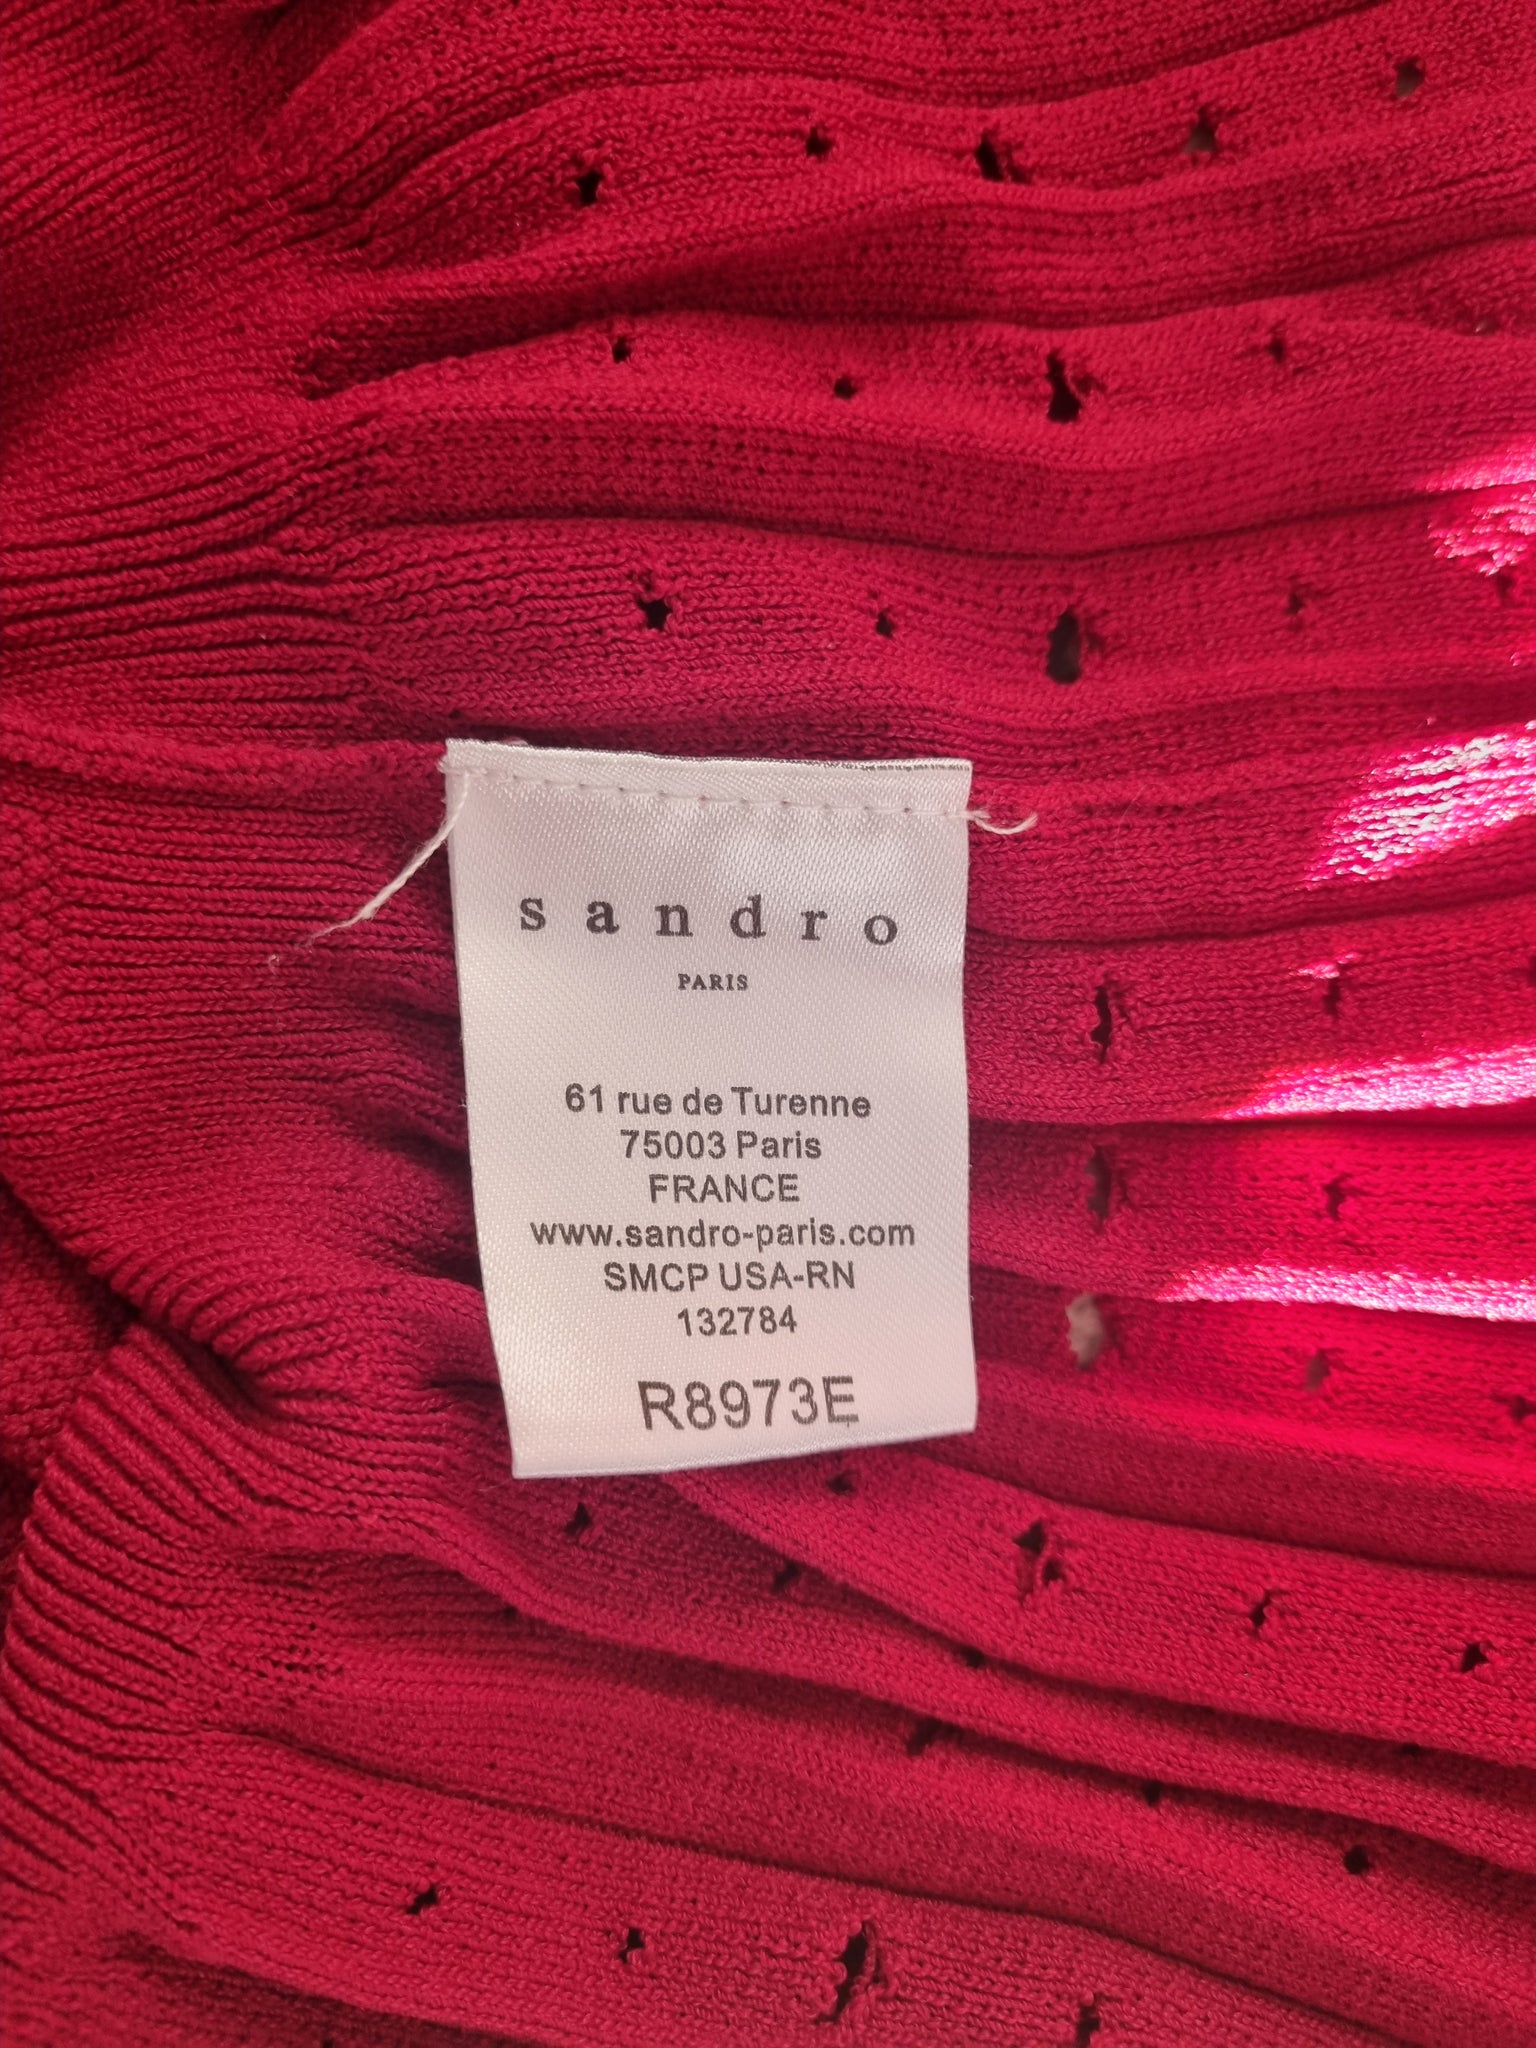 sandro
PARIS
61 rue de Turenne
75003 Paris
FRANCE
www.sandro-paris.com
SMCP USA-RN
132784
R8973E